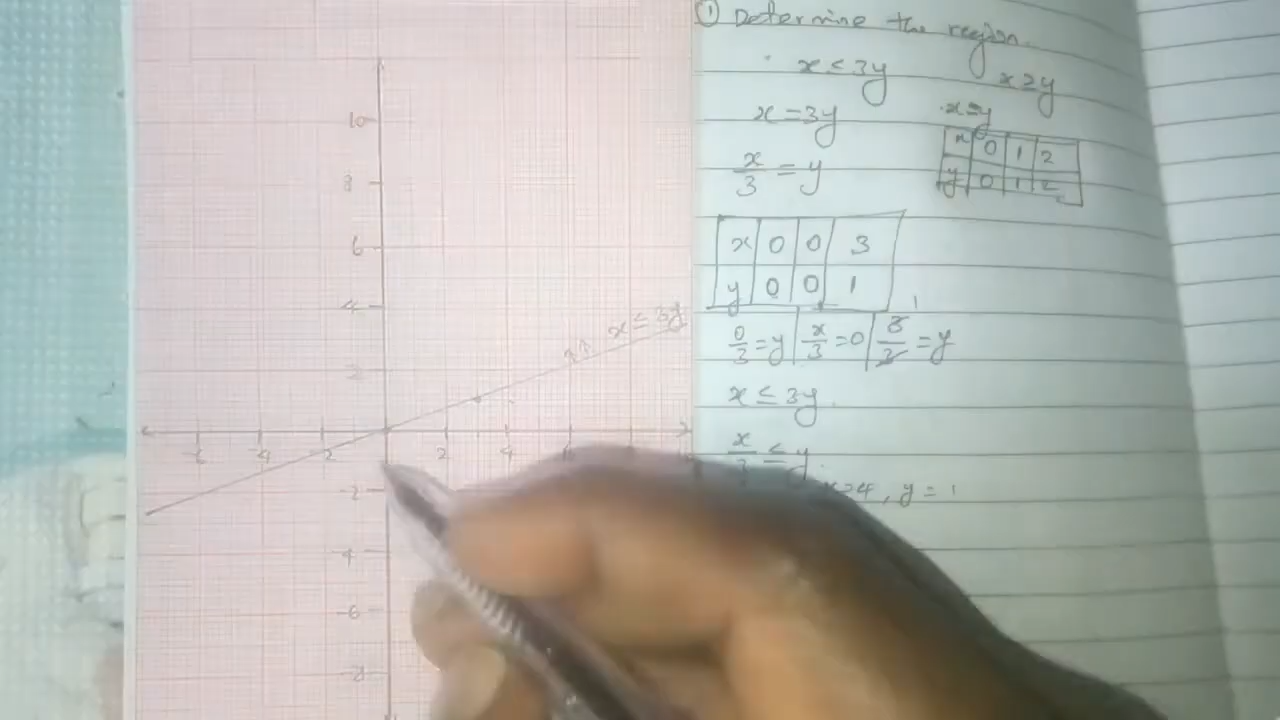 ① Determine the region.
x ≤ 3y
x ≥ y
x = 3y
x = y
x 0 1 2
y 0 1 2
x/3 = y
x 0 0 3
y 0 0 1
0/3 = y | x/3 = 0 | 3/3 = y
1
x ≤ 3y
x/3 ≤ y
x=4, y = 1
10
8
6
4
2
-2
-4
-6
-8
-6 -4 -2 2 4 6
x ≤ 3y